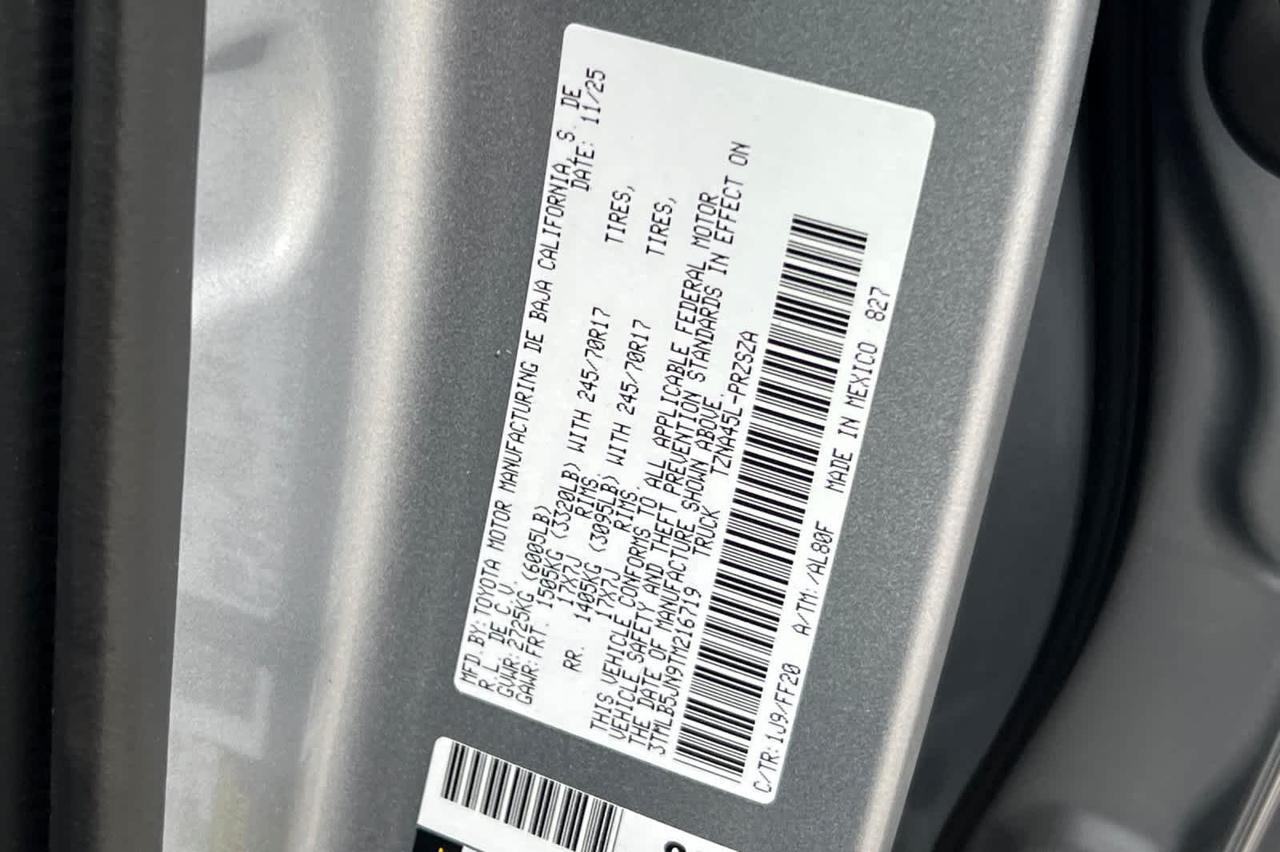 MFD.BY:TOYOTA MOTOR MANUFACTURING DE BAJA CALIFORNIA, S. DE
R.L. DE C.V. DATE: 11/25
GVWR:2725KG (6005LB)
GAWR:FRT. 1505KG (3320LB) WITH 245/70R17 TIRES,
17X7J RIMS.
RR. 1405KG (3095LB) WITH 245/70R17 TIRES,
17X7J RIMS.
THIS VEHICLE CONFORMS TO ALL APPLICABLE FEDERAL MOTOR
VEHICLE SAFETY AND THEFT PREVENTION STANDARDS IN EFFECT ON
THE DATE OF MANUFACTURE SHOWN ABOVE.
3TMLB5JN9TM216719 TRUCK TZNA45L-PRZSZA
C/TR:1J9/FF20 A/TM:/AL80F MADE IN MEXICO 827